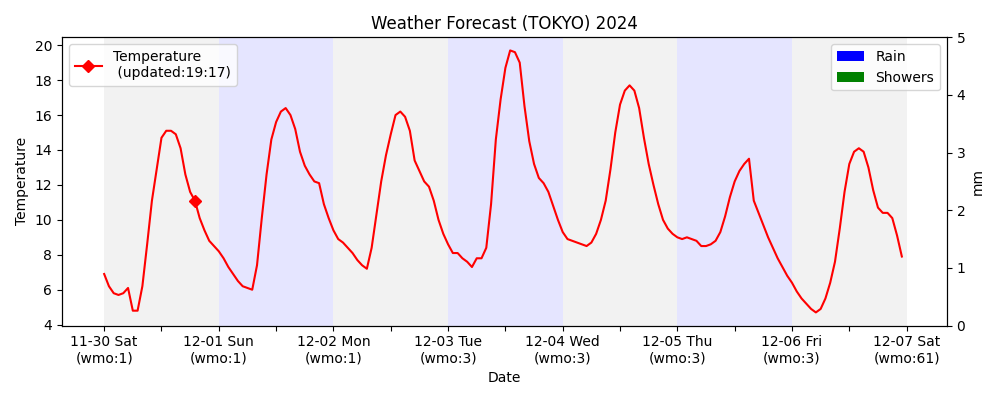 Weather Forecast (TOKYO) 2024
Temperature
(updated:19:17)
Rain
Showers
20
18
16
14
12
10
8
6
4
Temperature
5
4
3
2
1
0
mm
11-30 Sat
(wmo:1)
12-01 Sun
(wmo:1)
12-02 Mon
(wmo:1)
12-03 Tue
(wmo:3)
12-04 Wed
(wmo:3)
12-05 Thu
(wmo:3)
12-06 Fri
(wmo:3)
12-07 Sat
(wmo:61)
Date